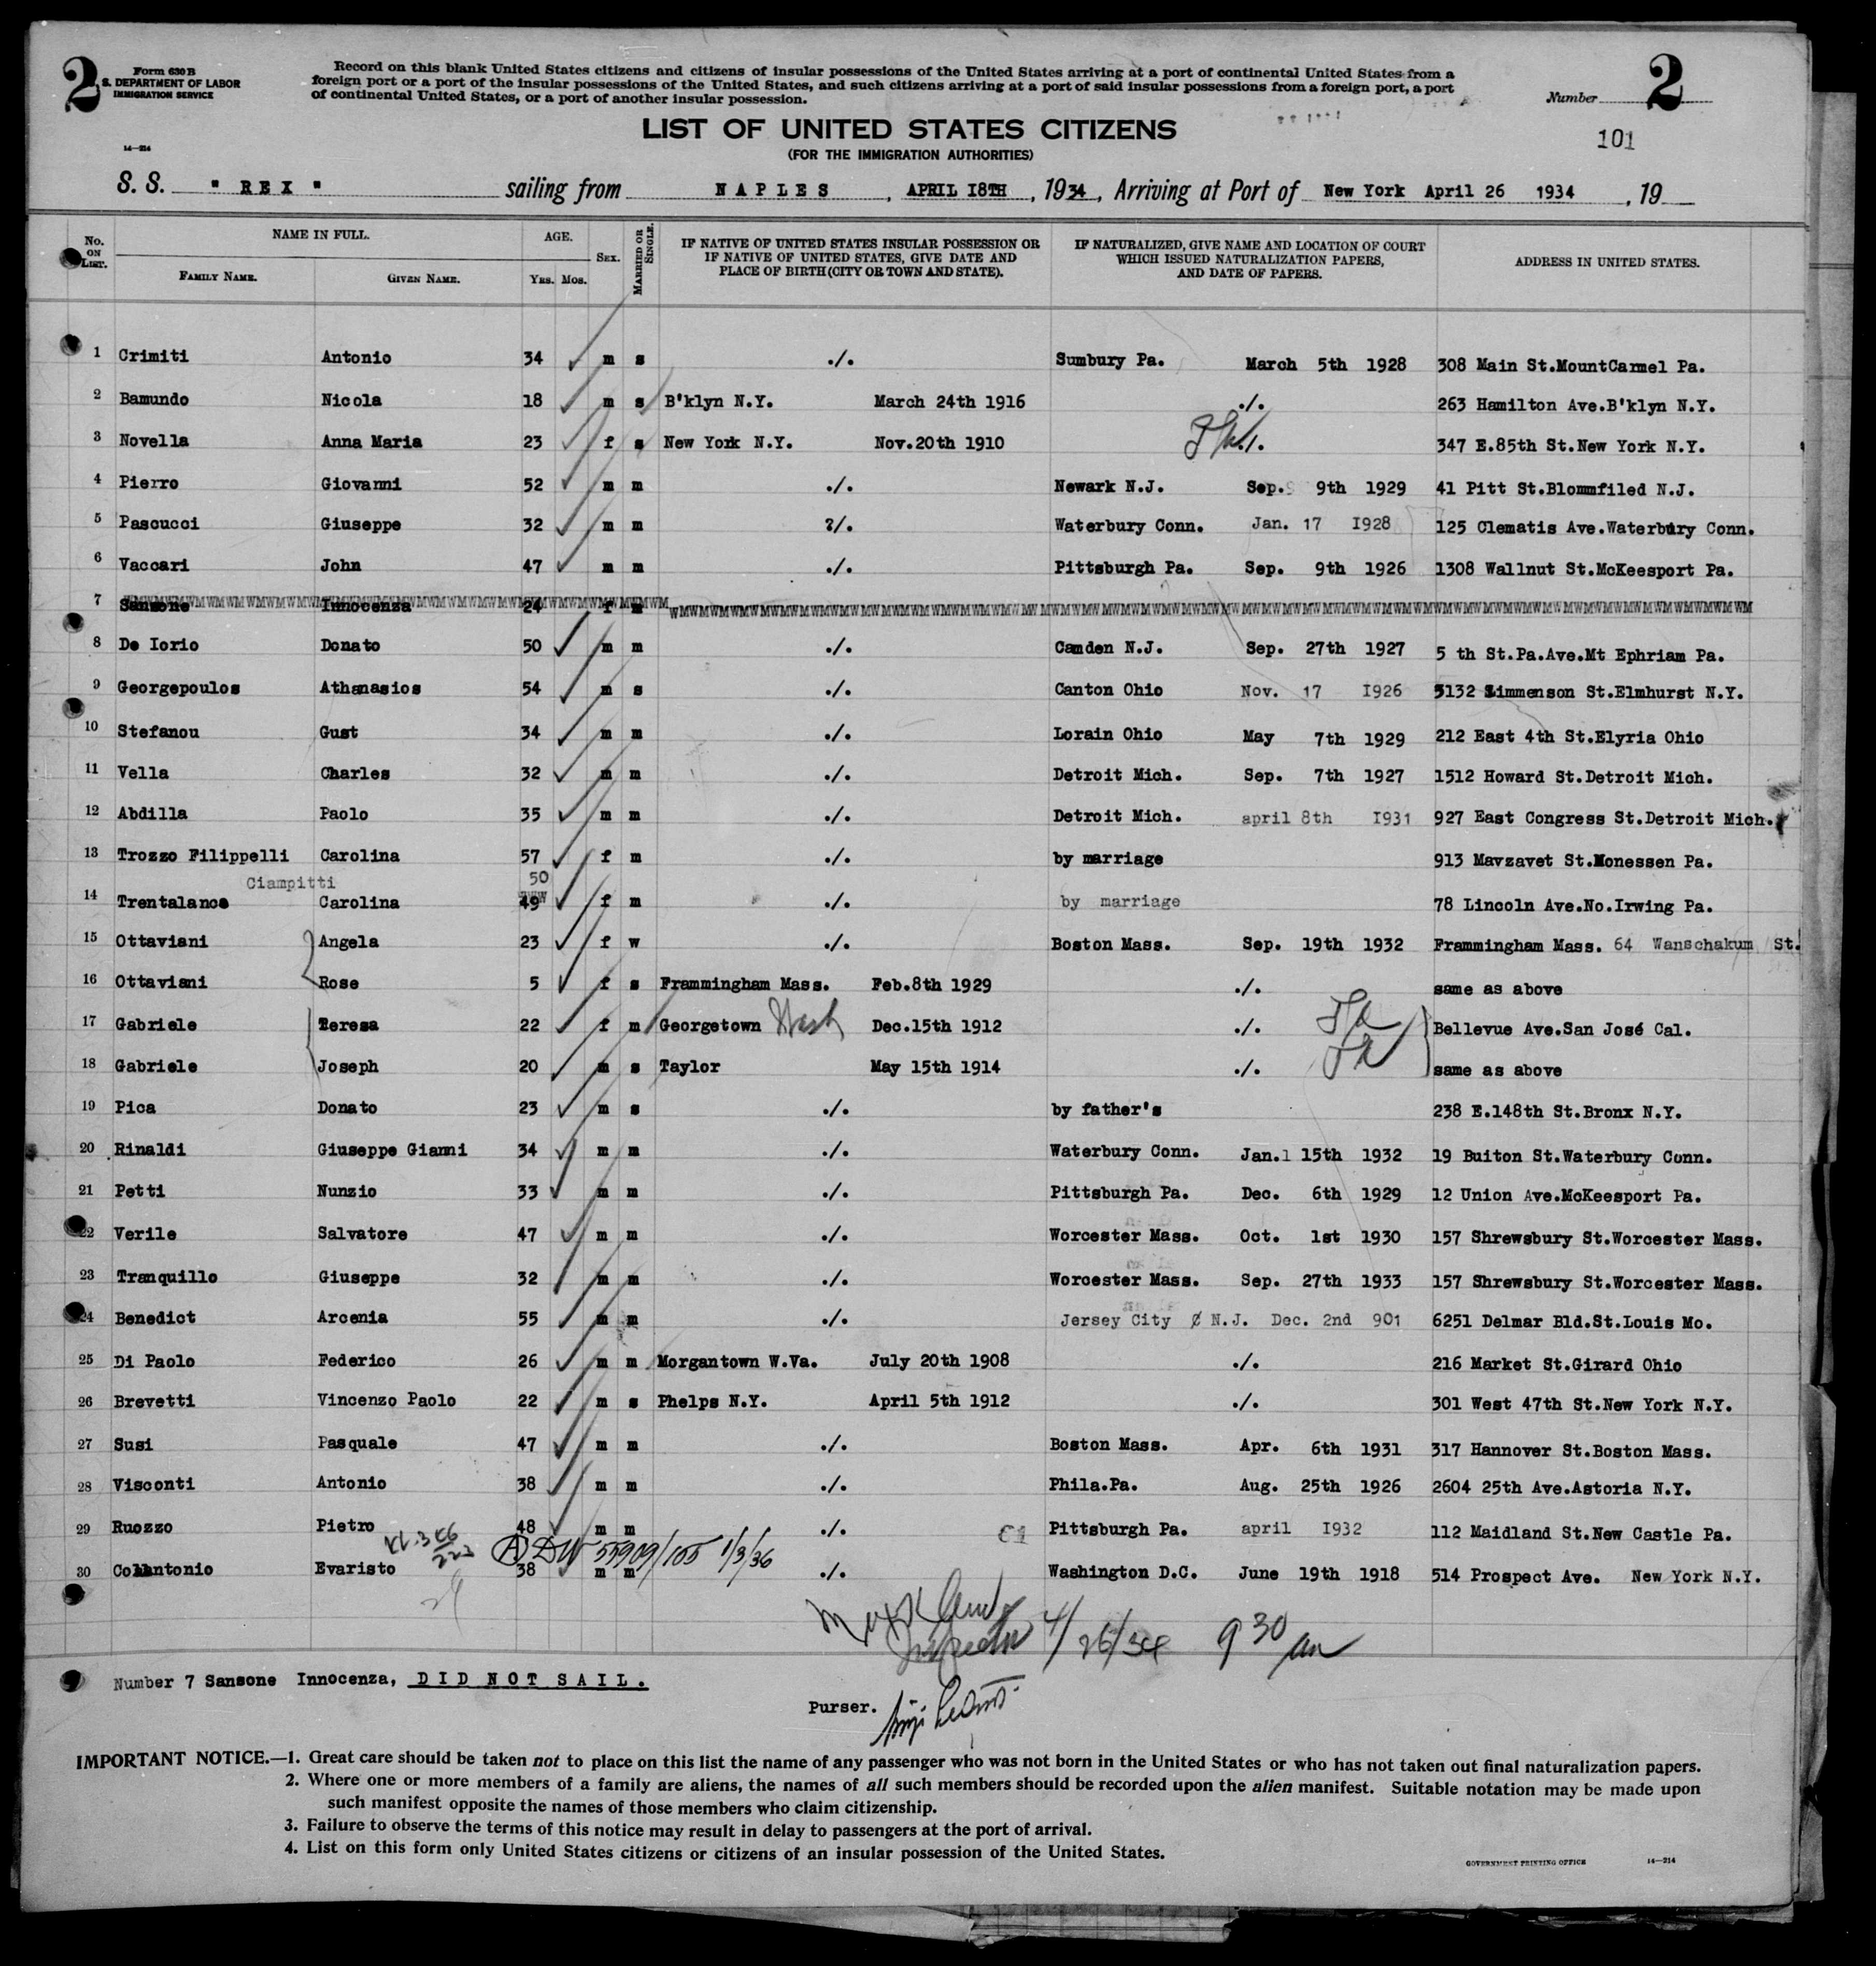 2
Form 630 B
S. DEPARTMENT OF LABOR
IMMIGRATION SERVICE
Record on this blank United States citizens and citizens of insular possessions of the United States arriving at a port of continental United States from a
foreign port or a port of the insular possessions of the United States, and such citizens arriving at a port of said insular possessions from a foreign port, a port
of continental United States, or a port of another insular possession.
Number 2
101
LIST OF UNITED STATES CITIZENS
(FOR THE IMMIGRATION AUTHORITIES)
14—214
S. S. " REX " sailing from NAPLES, APRIL I8TH, 1934, Arriving at Port of New York April 26 1934, 19
No. ON LIST. NAME IN FULL. FAMILY NAME. GIVEN NAME. AGE. YRS. MOS. SEX. MARRIED OR SINGLE. IF NATIVE OF UNITED STATES INSULAR POSSESSION OR IF NATIVE OF UNITED STATES, GIVE DATE AND PLACE OF BIRTH (CITY OR TOWN AND STATE). IF NATURALIZED, GIVE NAME AND LOCATION OF COURT WHICH ISSUED NATURALIZATION PAPERS, AND DATE OF PAPERS. ADDRESS IN UNITED STATES.
1 Crimiti Antonio 34 m s ./. Sumbury Pa. March 5th 1928 308 Main St.MountCarmel Pa.
2 Bamundo Nicola 18 m s B'klyn N.Y. March 24th 1916 ./. 263 Hamilton Ave.B'klyn N.Y.
3 Novella Anna Maria 23 f s New York N.Y. Nov.20th 1910 ./. 347 E.85th St.New York N.Y.
4 Pierro Giovanni 52 m m ./. Newark N.J. Sep. 9th 1929 41 Pitt St.Blommfiled N.J.
5 Pascucci Giuseppe 32 m m ?/. Waterbury Conn. Jan. 17 I928 125 Clematis Ave.Waterbury Conn.
6 Vaccari John 47 m m ./. Pittsburgh Pa. Sep. 9th 1926 1308 Wallnut St.McKeesport Pa.
7 Sansone Innocenza 24 f m
8 De Iorio Donato 50 m m ./. Camden N.J. Sep. 27th 1927 5 th St.Pa.Ave.Mt Ephriam Pa.
9 Georgepoulos Athanasios 54 m s ./. Canton Ohio Nov. 17 I926 5132 Simmenson St.Elmhurst N.Y.
10 Stefanou Gust 34 m m ./. Lorain Ohio May 7th 1929 212 East 4th St.Elyria Ohio
11 Vella Charles 32 m m ./. Detroit Mich. Sep. 7th 1927 1512 Howard St.Detroit Mich.
12 Abdilla Paolo 35 m m ./. Detroit Mich. april 8th I931 927 East Congress St.Detroit Mich.
13 Trozzo Filippelli Carolina 57 f m ./. by marriage 913 Mavzavet St.Monessen Pa.
Ciampitti 50
14 Trentalance Carolina 49 f m ./. by marriage 78 Lincoln Ave.No.Irwing Pa.
15 Ottaviani Angela 23 f w ./. Boston Mass. Sep. 19th 1932 Frammingham Mass. 64 Wanschakum St.
16 Ottaviani Rose 5 f s Frammingham Mass. Feb.8th 1929 ./. same as above
17 Gabriele Teresa 22 f m Georgetown Wash Dec.15th 1912 ./. Bellevue Ave.San José Cal.
18 Gabriele Joseph 20 m s Taylor May 15th 1914 ./. same as above
19 Pica Donato 23 m s ./. by father's 238 E.148th St.Bronx N.Y.
20 Rinaldi Giuseppe Gianni 34 m m ./. Waterbury Conn. Jan. 15th 1932 19 Buiton St.Waterbury Conn.
21 Petti Nunzio 33 m m ./. Pittsburgh Pa. Dec. 6th 1929 12 Union Ave.McKeesport Pa.
22 Verile Salvatore 47 m m ./. Worcester Mass. Oct. 1st 1930 157 Shrewsbury St.Worcester Mass.
23 Tranquillo Giuseppe 32 m m ./. Worcester Mass. Sep. 27th 1933 157 Shrewsbury St.Worcester Mass.
24 Benedict Arcenia 55 m m ./. Jersey City N.J. Dec. 2nd 901 6251 Delmar Bld.St.Louis Mo.
25 Di Paolo Federico 26 m m Morgantown W.Va. July 20th 1908 ./. 216 Market St.Girard Ohio
26 Brevetti Vincenzo Paolo 22 m s Phelps N.Y. April 5th 1912 ./. 301 West 47th St.New York N.Y.
27 Susi Pasquale 47 m m ./. Boston Mass. Apr. 6th 1931 317 Hannover St.Boston Mass.
28 Visconti Antonio 38 m m ./. Phila.Pa. Aug. 25th 1926 2604 25th Ave.Astoria N.Y.
29 Ruozzo Pietro 48 m m ./. Pittsburgh Pa. april I932 112 Maidland St.New Castle Pa.
A DW 55909/105 1/3/36
30 Colantonio Evaristo 38 m m ./. Washington D.C. June 19th 1918 514 Prospect Ave. New York N.Y.
Inspector 4/26/34 9 30 am
Number 7 Sansone Innocenza, DID NOT SAIL.
Purser.
IMPORTANT NOTICE.—1. Great care should be taken not to place on this list the name of any passenger who was not born in the United States or who has not taken out final naturalization papers.
2. Where one or more members of a family are aliens, the names of all such members should be recorded upon the alien manifest. Suitable notation may be made upon
such manifest opposite the names of those members who claim citizenship.
3. Failure to observe the terms of this notice may result in delay to passengers at the port of arrival.
4. List on this form only United States citizens or citizens of an insular possession of the United States.
GOVERNMENT PRINTING OFFICE 14—214